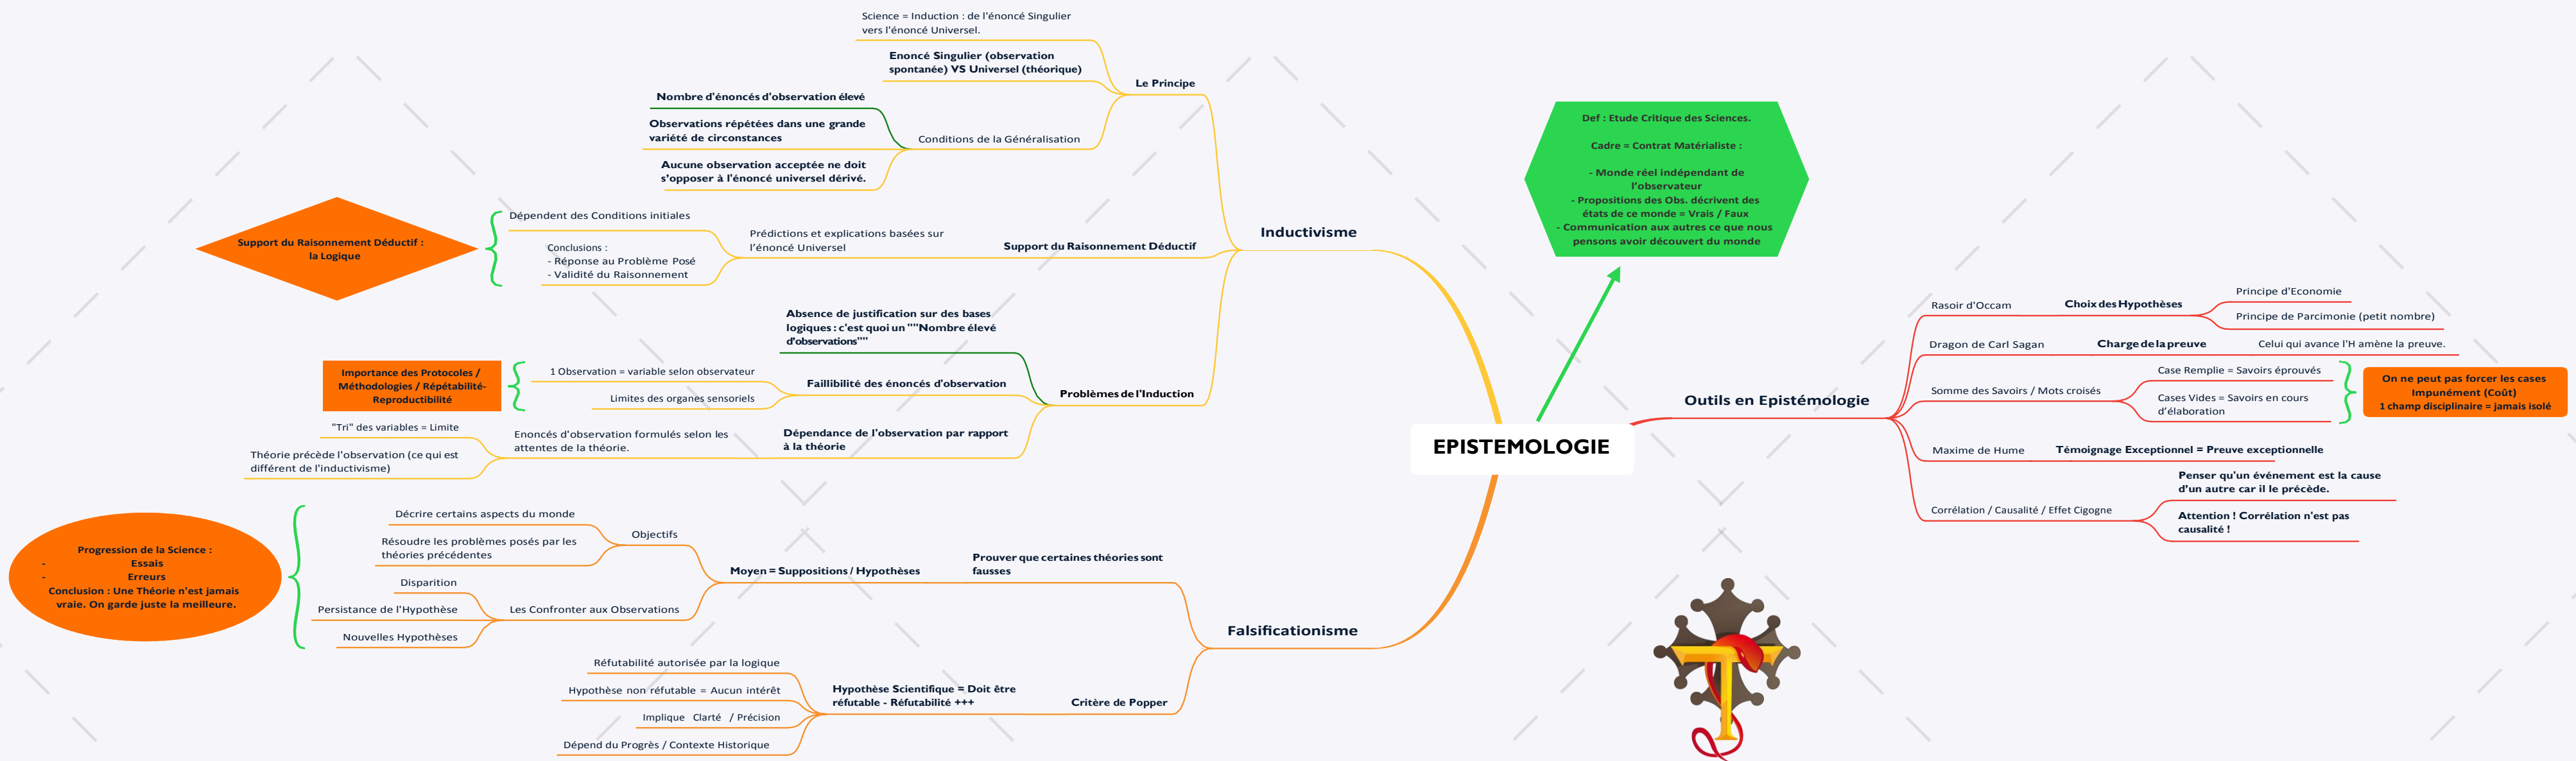 EPISTEMOLOGIE
Def : Etude Critique des Sciences.
Cadre = Contrat Matérialiste :
- Monde réel indépendant de
l'observateur
- Propositions des Obs. décrivent des
états de ce monde = Vrais / Faux
- Communication aux autres ce que nous
pensons avoir découvert du monde
Inductivisme
Le Principe
Science = Induction : de l'énoncé Singulier
vers l'énoncé Universel.
Enoncé Singulier (observation
spontanée) VS Universel (théorique)
Conditions de la Généralisation
Nombre d'énoncés d'observation élevé
Observations répétées dans une grande
variété de circonstances
Aucune observation acceptée ne doit
s'opposer à l'énoncé universel dérivé.
Support du Raisonnement Déductif
Prédictions et explications basées sur
l'énoncé Universel
Dépendent des Conditions initiales
Conclusions :
- Réponse au Problème Posé
- Validité du Raisonnement
Support du Raisonnement Déductif :
la Logique
Problèmes de l'Induction
Absence de justification sur des bases
logiques : c'est quoi un ""Nombre élevé
d'observations""
Faillibilité des énoncés d'observation
1 Observation = variable selon observateur
Limites des organes sensoriels
Importance des Protocoles /
Méthodologies / Répétabilité-
Reproductibilité
Dépendance de l'observation par rapport
à la théorie
Enoncés d'observation formulés selon les
attentes de la théorie.
"Tri" des variables = Limite
Théorie précède l'observation (ce qui est
différent de l'inductivisme)
Falsificationisme
Prouver que certaines théories sont
fausses
Moyen = Suppositions / Hypothèses
Objectifs
Décrire certains aspects du monde
Résoudre les problèmes posés par les
théories précédentes
Les Confronter aux Observations
Disparition
Persistance de l'Hypothèse
Nouvelles Hypothèses
Progression de la Science :
- Essais
- Erreurs
Conclusion : Une Théorie n'est jamais
vraie. On garde juste la meilleure.
Critère de Popper
Hypothèse Scientifique = Doit être
réfutable - Réfutabilité +++
Réfutabilité autorisée par la logique
Hypothèse non réfutable = Aucun intérêt
Implique Clarté / Précision
Dépend du Progrès / Contexte Historique
Outils en Epistémologie
Rasoir d'Occam
Choix des Hypothèses
Principe d'Economie
Principe de Parcimonie (petit nombre)
Dragon de Carl Sagan
Charge de la preuve
Celui qui avance l'H amène la preuve.
Somme des Savoirs / Mots croisés
Case Remplie = Savoirs éprouvés
Cases Vides = Savoirs en cours
d'élaboration
On ne peut pas forcer les cases
Impunément (Coût)
1 champ disciplinaire = jamais isolé
Maxime de Hume
Témoignage Exceptionnel = Preuve exceptionnelle
Corrélation / Causalité / Effet Cigogne
Penser qu'un événement est la cause
d'un autre car il le précède.
Attention ! Corrélation n'est pas
causalité !